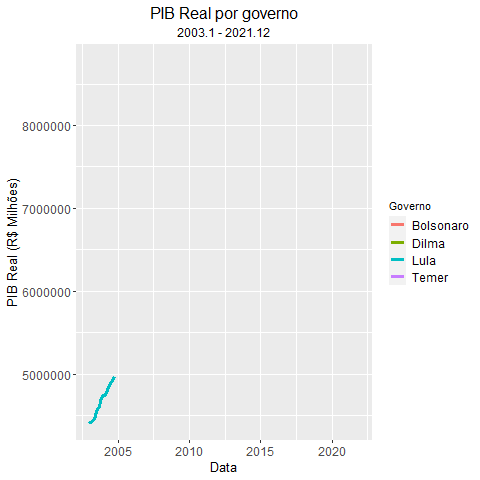 PIB Real por governo
2003.1 - 2021.12
PIB Real (R$ Milhões)
8000000
7000000
6000000
5000000
2005
2010
2015
2020
Data
Governo
Bolsonaro
Dilma
Lula
Temer